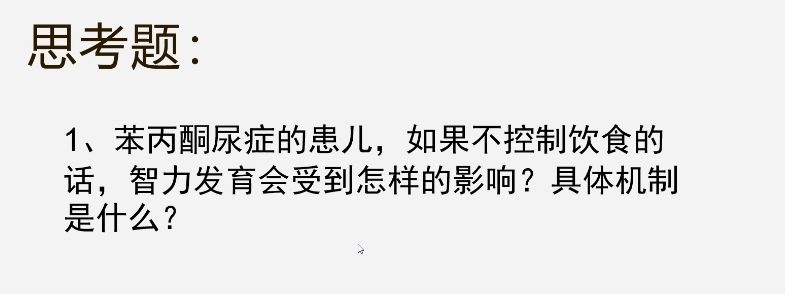 思考题：
1、苯丙酮尿症的患儿，如果不控制饮食的
话，智力发育会受到怎样的影响？具体机制
是什么？